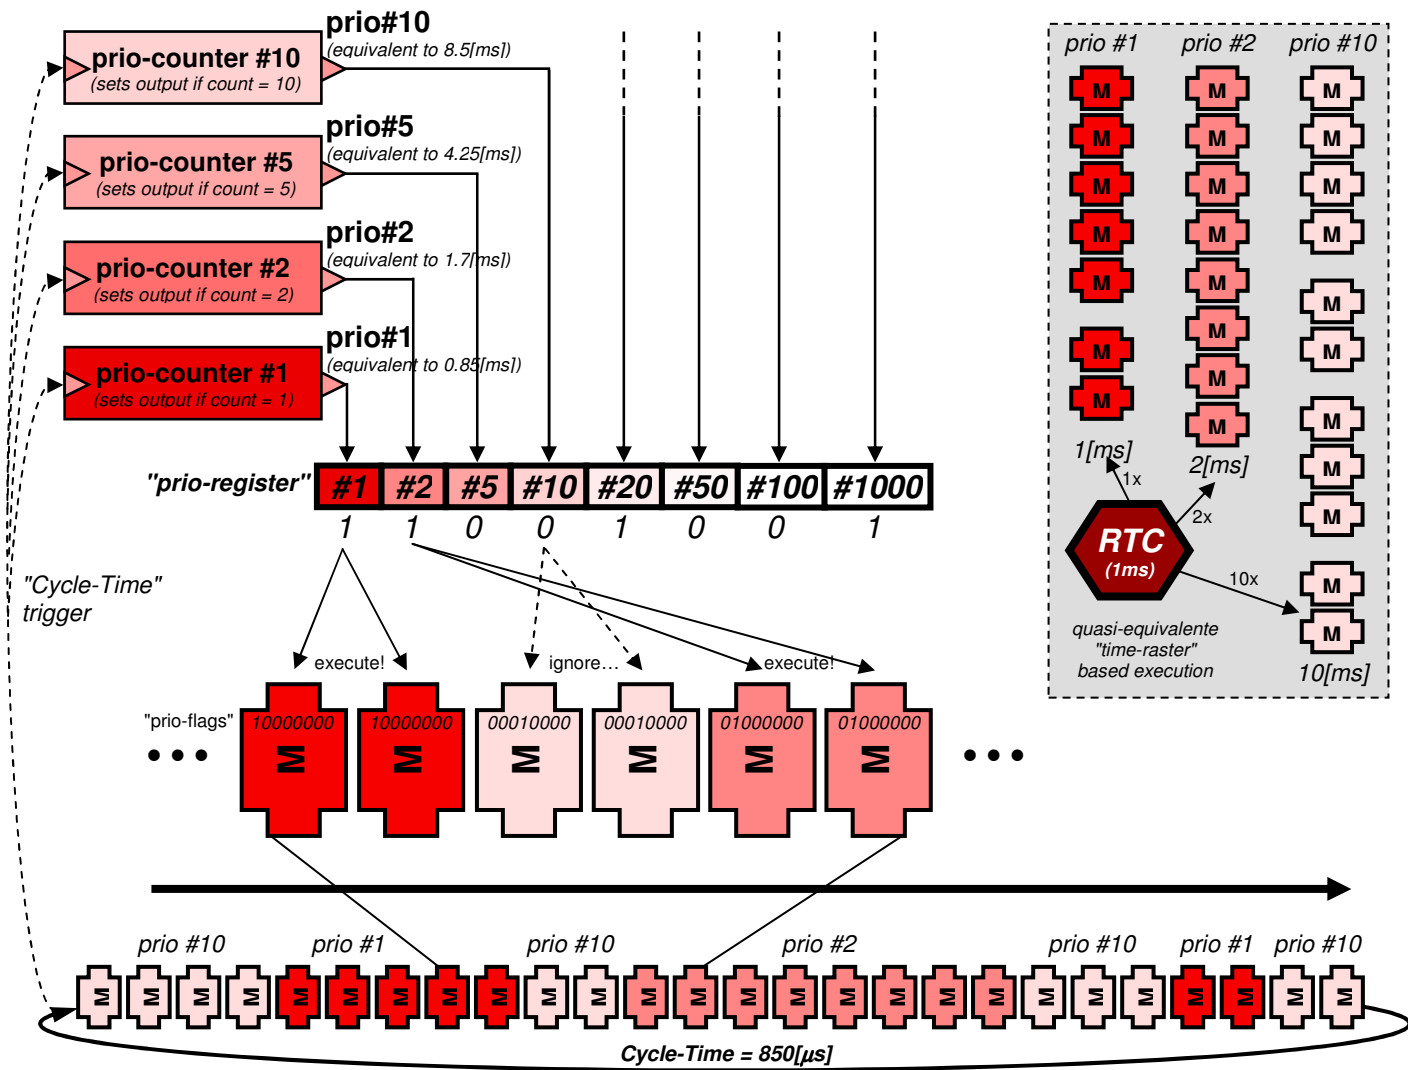 prio#10
(equivalent to 8.5[ms])
prio-counter #10
(sets output if count = 10)
prio#5
(equivalent to 4.25[ms])
prio-counter #5
(sets output if count = 5)
prio#2
(equivalent to 1.7[ms])
prio-counter #2
(sets output if count = 2)
prio#1
(equivalent to 0.85[ms])
prio-counter #1
(sets output if count = 1)
"prio-register" #1 #2 #5 #10 #20 #50 #100 #1000
1 1 0 0 1 0 0 1
"Cycle-Time"
trigger
execute! ignore... execute!
"prio-flags" 10000000 10000000 00010000 00010000 01000000 01000000
M M M M M M
prio #1 prio #2 prio #10
M M M
M M M
M M M
M M M
M M M
M M M
M M M
M M M
M
M
M
1[ms] 2[ms]
1x
2x
10x
RTC
(1ms)
quasi-equivalente
"time-raster"
based execution
10[ms]
prio #10 prio #1 prio #10 prio #2 prio #10 prio #1 prio #10
M M M M M M M M M M M M M M M M M M M M M M M M M M
Cycle-Time = 850[µs]